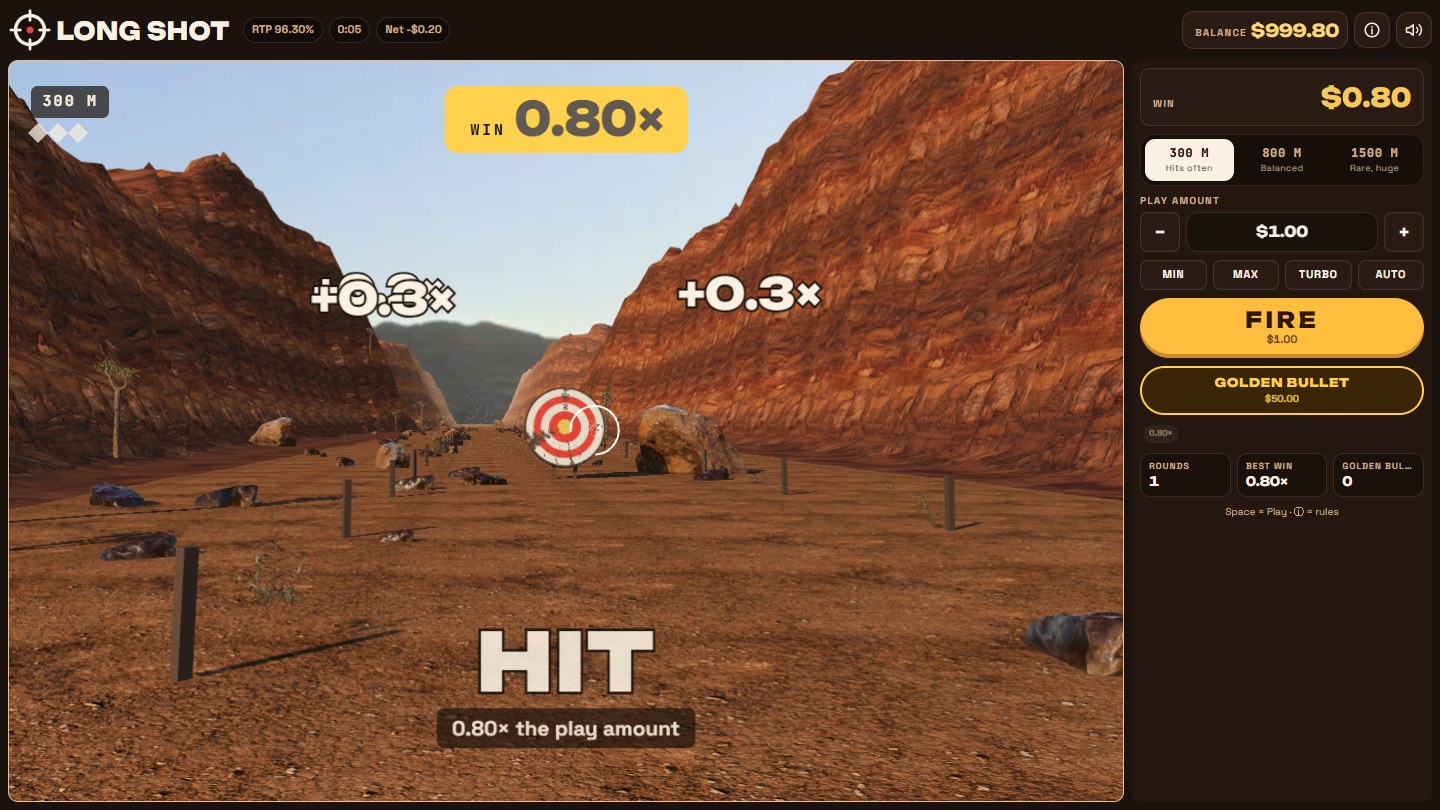 LONG SHOT
RTP 96.30%
0:05
Net -$0.20
BALANCE $999.80
300 M
WIN 0.80×
+0.3×
+0.3×
HIT
0.80× the play amount
WIN $0.80
300 M
Hits often
800 M
Balanced
1500 M
Rare, huge
PLAY AMOUNT
− $1.00 +
MIN
MAX
TURBO
AUTO
FIRE
$1.00
GOLDEN BULLET
$50.00
0.80×
ROUNDS
1
BEST WIN
0.80×
GOLDEN BUL…
0
Space = Play · ⓘ = rules